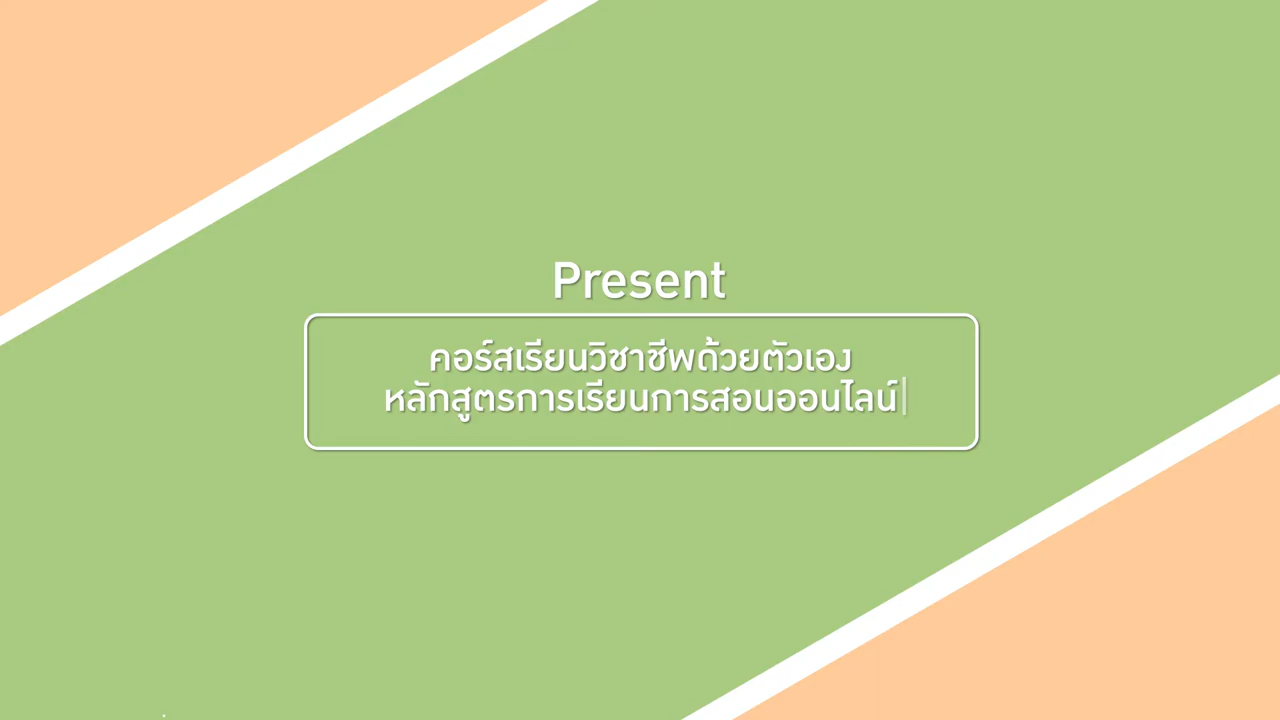 Present
คอร์สเรียนวิชาชีพด้วยตัวเอง
หลักสูตรการเรียนการสอนออนไลน์